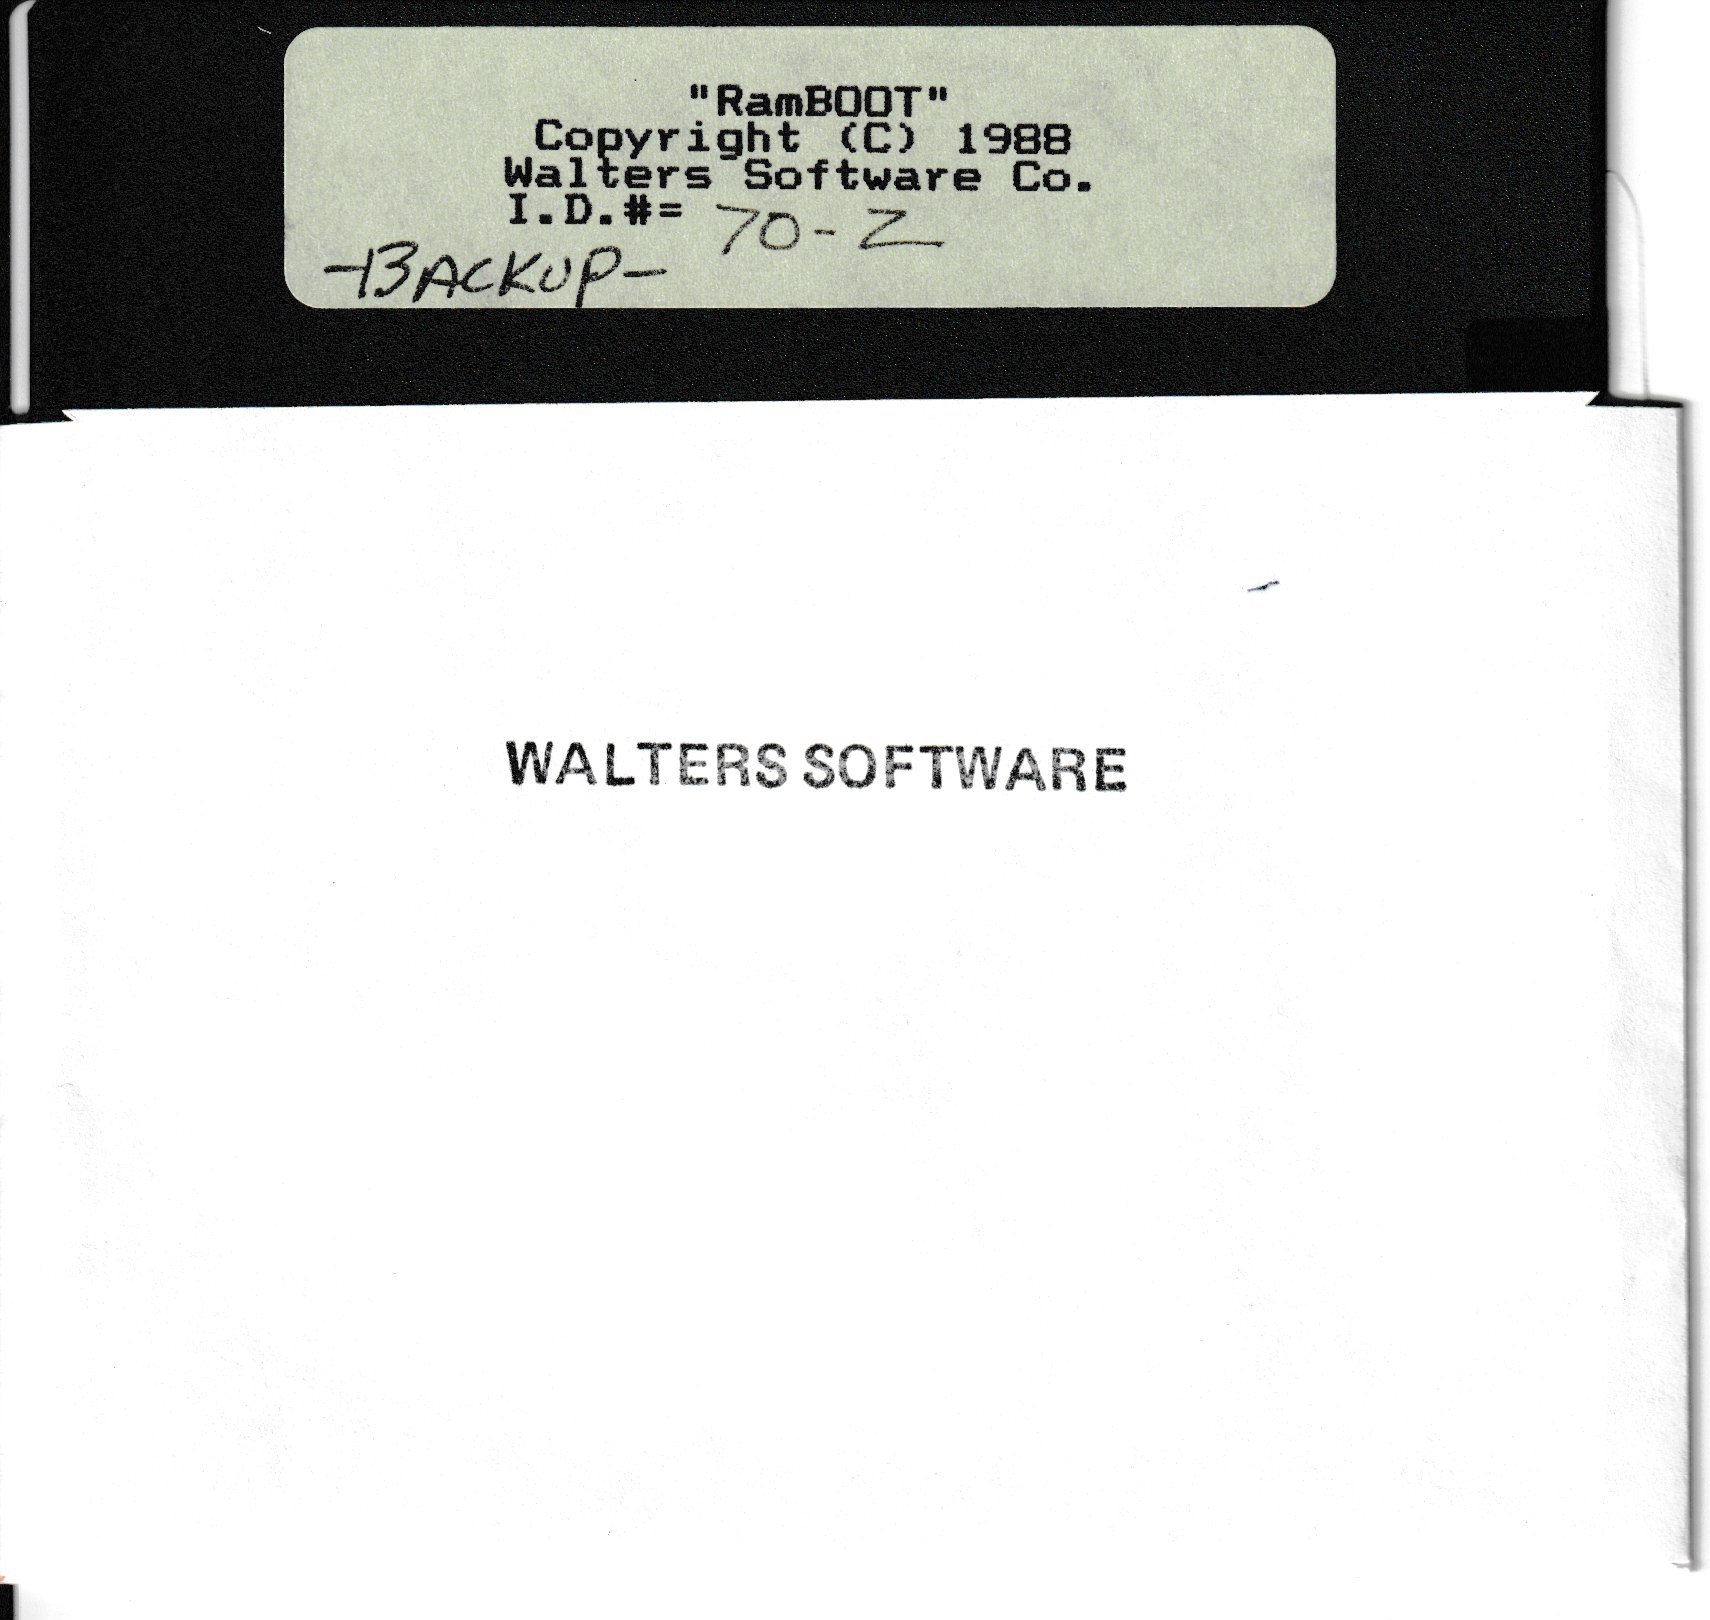 "RamBOOT"
Copyright (C) 1988
Walters Software Co.
I.D.#= 70-Z
-BACKUP-
WALTERS SOFTWARE